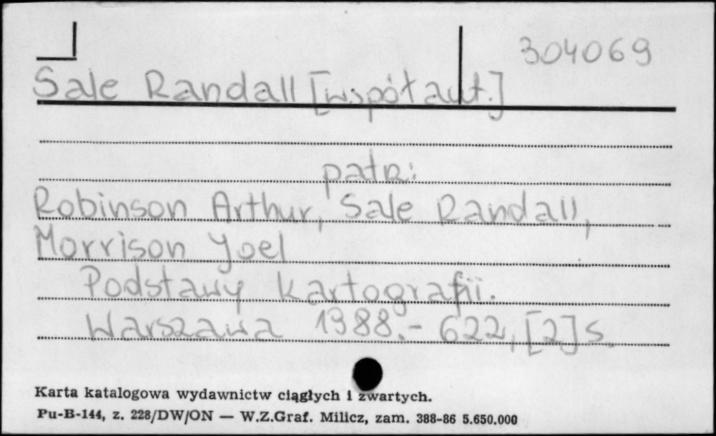 304069
Sale Randall [współaut.]
patrz:
Robinson Arthur, Sale Randall,
Morrison Joel
Podstawy kartografii.
Warszawa 1988.- 622, [2] s.
Karta katalogowa wydawnictw ciągłych i zwartych.
Pu-B-144, z. 228/DW/ON — W.Z.Graf. Milicz, zam. 388-86 5.650.000